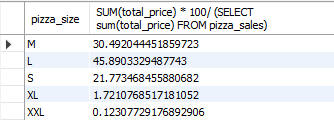 pizza_size SUM(total_price) * 100/ (SELECT
sum(total_price) FROM pizza_sales)
M 30.492044451859723
L 45.8903329487743
S 21.773468455880682
XL 1.7210768517181052
XXL 0.12307729176892906